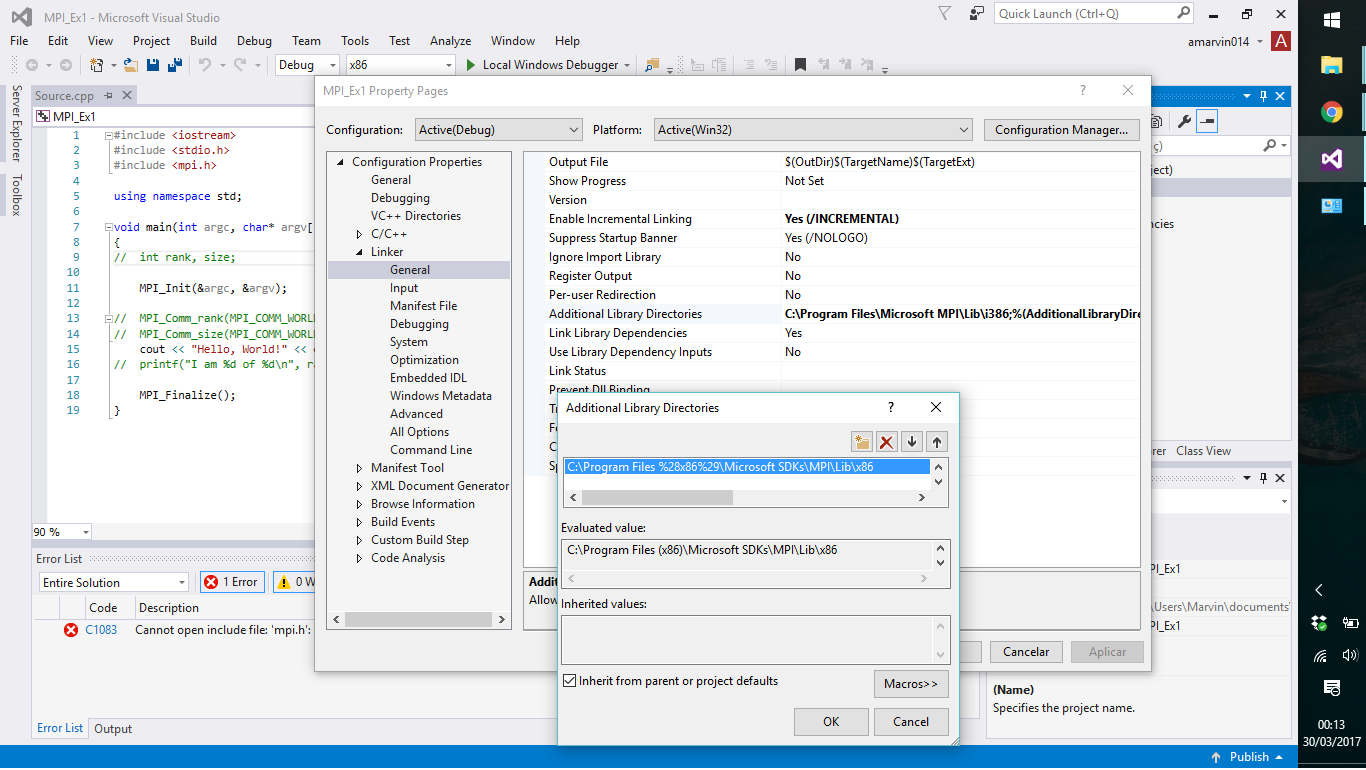 MPI_Ex1 - Microsoft Visual Studio
Quick Launch (Ctrl+Q)
File Edit View Project Build Debug Team Tools Test Analyze Window Help
amarvin014 A
Debug x86 Local Windows Debugger
Server Explorer
Toolbox
Source.cpp
MPI_Ex1
1 #include <iostream>
2 #include <stdio.h>
3 #include <mpi.h>
4
5 using namespace std;
6
7 void main(int argc, char* argv[
8 {
9 // int rank, size;
10
11 MPI_Init(&argc, &argv);
12
13 // MPI_Comm_rank(MPI_COMM_WORL
14 // MPI_Comm_size(MPI_COMM_WORL
15 cout << "Hello, World!" <<
16 // printf("I am %d of %d\n", ra
17
18 MPI_Finalize();
19 }
90 %
Error List
Entire Solution 1 Error 0 W
Code Description
C1083 Cannot open include file: 'mpi.h':
Error List Output
MPI_Ex1 Property Pages
?
Configuration: Active(Debug) Platform: Active(Win32) Configuration Manager...
Configuration Properties
General
Debugging
VC++ Directories
C/C++
Linker
General
Input
Manifest File
Debugging
System
Optimization
Embedded IDL
Windows Metadata
Advanced
All Options
Command Line
Manifest Tool
XML Document Generator
Browse Information
Build Events
Custom Build Step
Code Analysis
Output File $(OutDir)$(TargetName)$(TargetExt)
Show Progress Not Set
Version
Enable Incremental Linking Yes (/INCREMENTAL)
Suppress Startup Banner Yes (/NOLOGO)
Ignore Import Library No
Register Output No
Per-user Redirection No
Additional Library Directories C:\Program Files\Microsoft MPI\Lib\i386;%(AdditionalLibraryDire
Link Library Dependencies Yes
Use Library Dependency Inputs No
Link Status
Prevent Dll Binding
Addit
Allow
Cancelar Aplicar
Additional Library Directories
?
C:\Program Files %28x86%29\Microsoft SDKs\MPI\Lib\x86
Evaluated value:
C:\Program Files (x86)\Microsoft SDKs\MPI\Lib\x86
Inherited values:
Inherit from parent or project defaults
Macros>>
OK Cancel
ç)
ject)
ncies
rer Class View
PI_Ex1
\Users\Marvin\documents\
PI_Ex1
(Name)
Specifies the project name.
Publish
00:13
30/03/2017